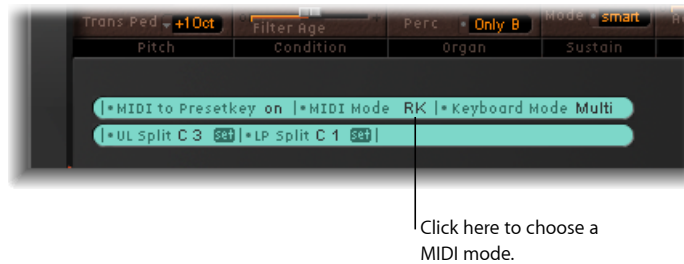 Trans Ped +1Oct Filter Age Perc Only B Mode smart
Pitch Condition Organ Sustain
MIDI to Presetkey on MIDI Mode RK Keyboard Mode Multi
UL Split C 3 set LP Split C 1 set
Click here to choose a
MIDI mode.